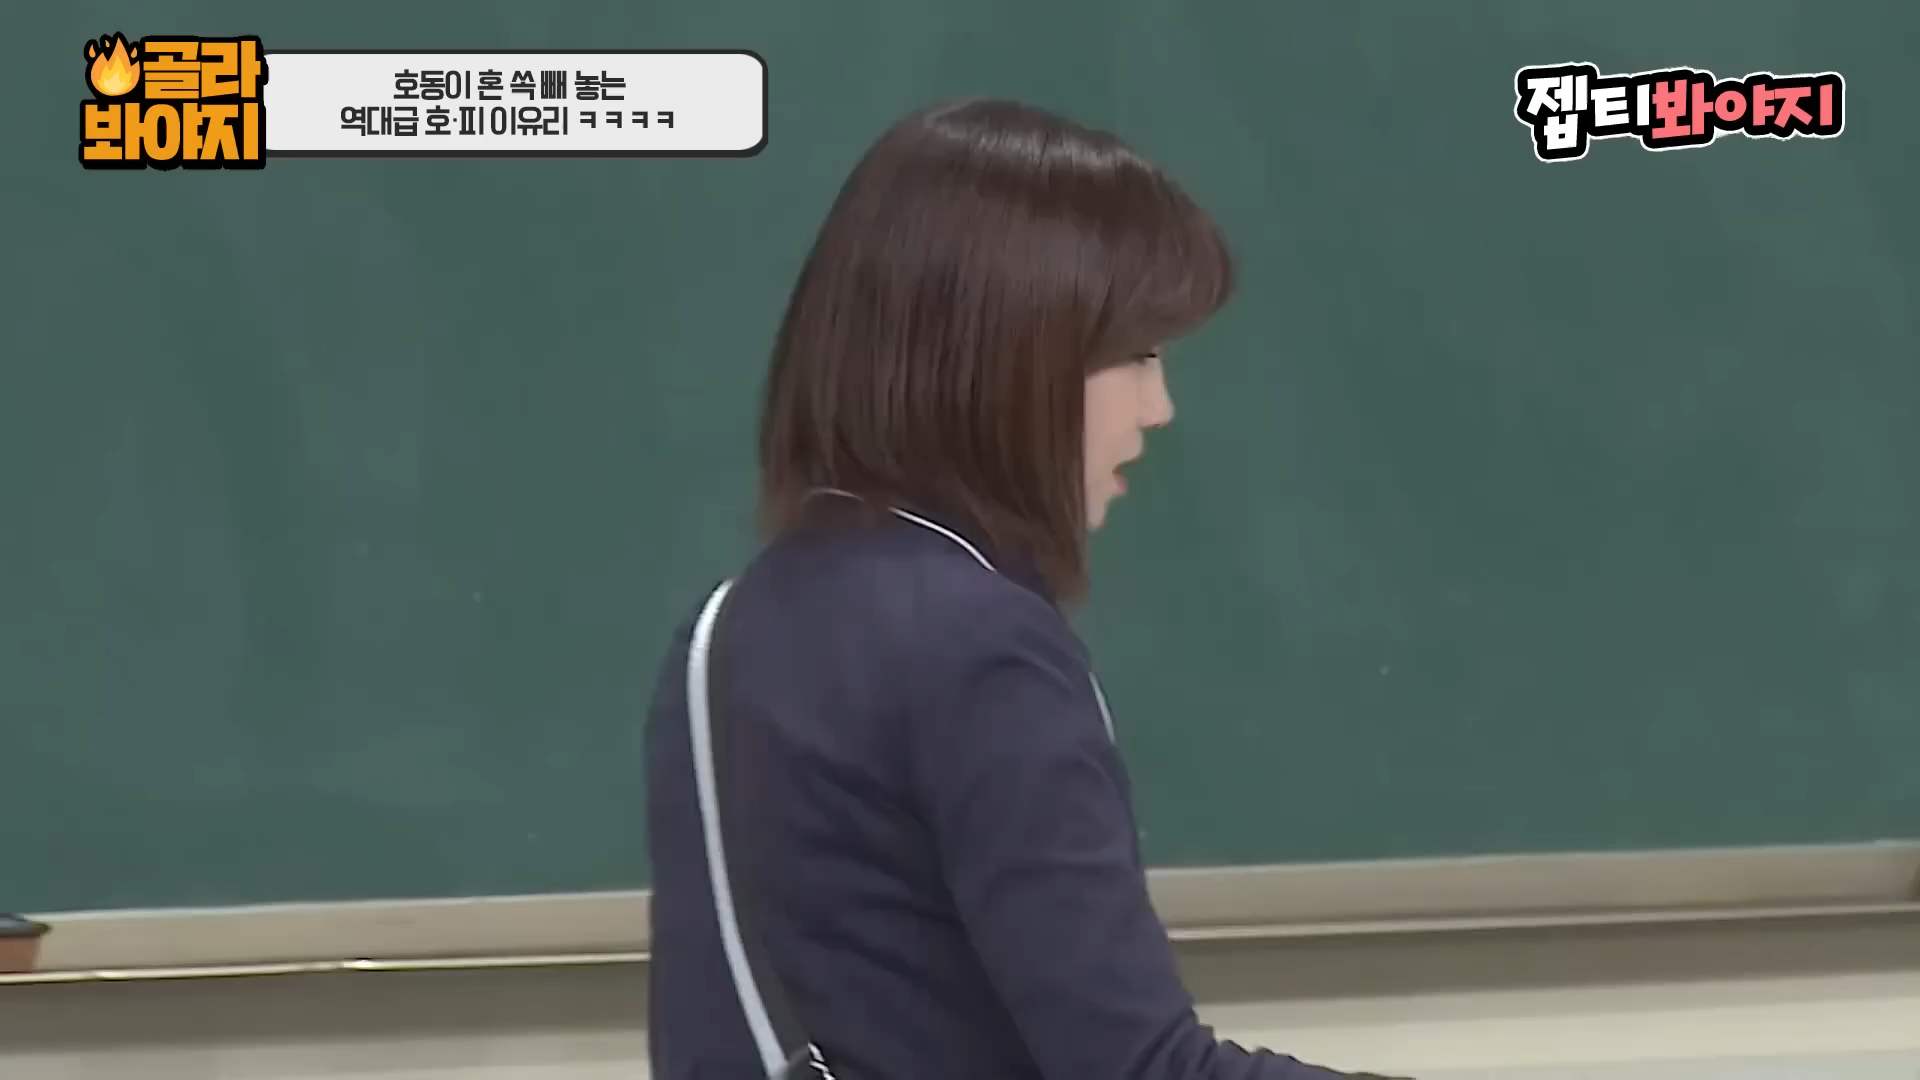 골라
봐야지
호동이 혼 쏙 빼 놓는
역대급 호·피 이유리 ㅋㅋㅋㅋ
젭티봐야지